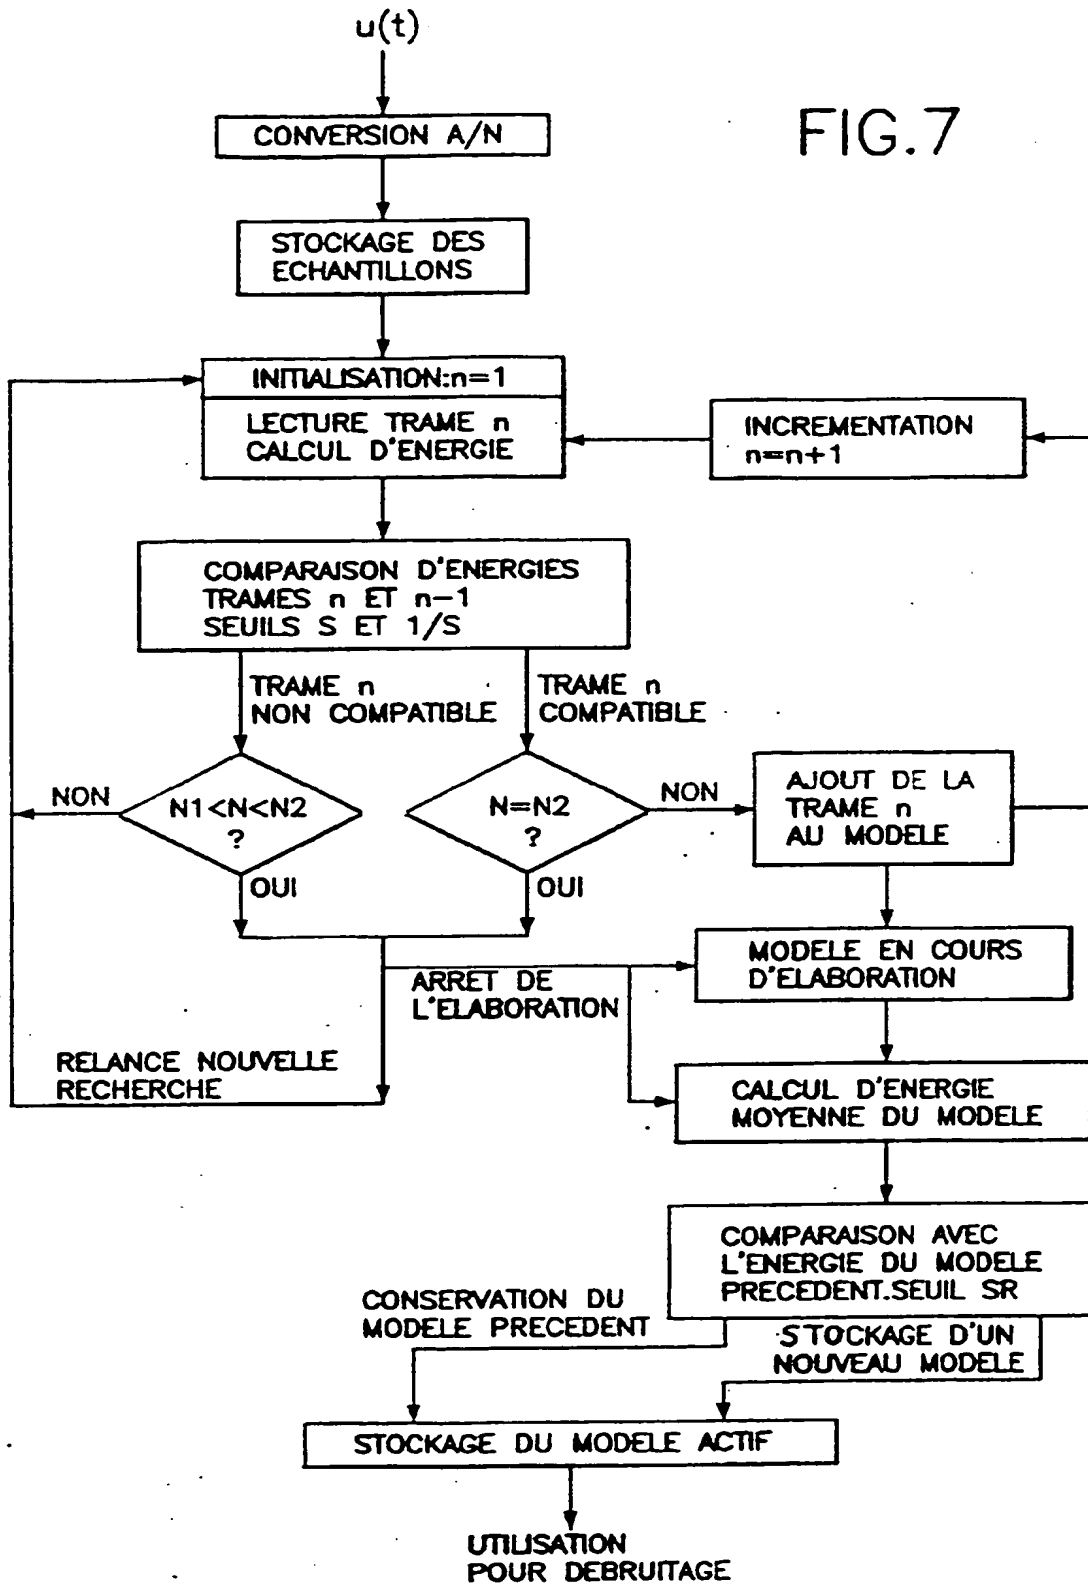 u(t)
FIG.7
CONVERSION A/N
STOCKAGE DES
ECHANTILLONS
INITIALISATION:n=1
LECTURE TRAME n
CALCUL D'ENERGIE
INCREMENTATION
n=n+1
COMPARAISON D'ENERGIES
TRAMES n ET n-1
SEUILS S ET 1/S
TRAME n
NON COMPATIBLE
TRAME n
COMPATIBLE
NON
N1<N<N2
?
OUI
N=N2
?
OUI
NON
AJOUT DE LA
TRAME n
AU MODELE
ARRET DE
L'ELABORATION
MODELE EN COURS
D'ELABORATION
RELANCE NOUVELLE
RECHERCHE
CALCUL D'ENERGIE
MOYENNE DU MODELE
COMPARAISON AVEC
L'ENERGIE DU MODELE
PRECEDENT.SEUIL SR
CONSERVATION DU
MODELE PRECEDENT
STOCKAGE D'UN
NOUVEAU MODELE
STOCKAGE DU MODELE ACTIF
UTILISATION
POUR DEBRUITAGE